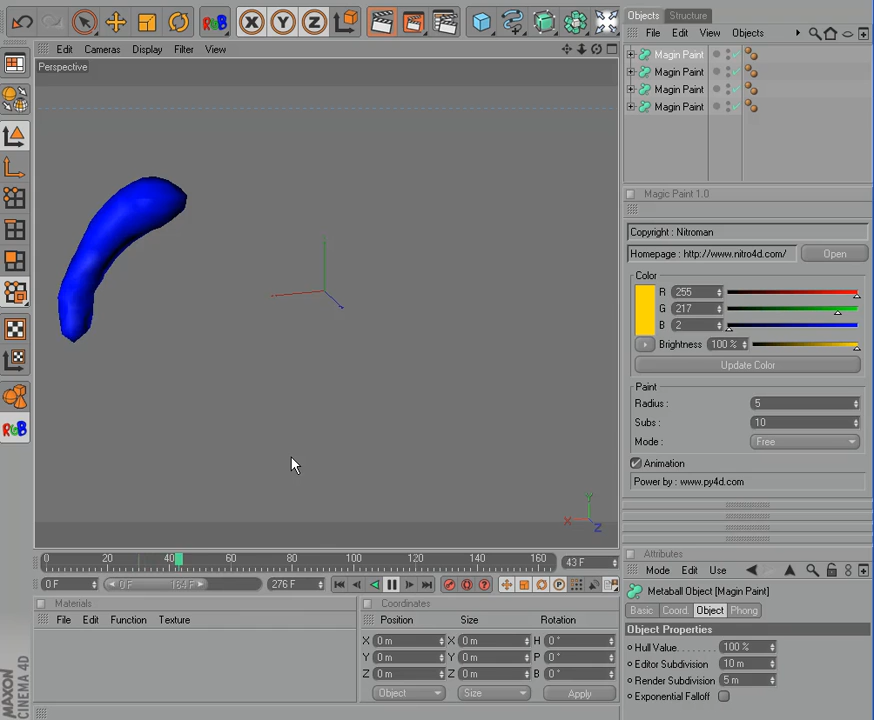 RGB X Y Z
Objects Structure
File Edit View Objects
Edit Cameras Display Filter View
Perspective
Magin Paint
Magin Paint
Magin Paint
Magin Paint
Magic Paint 1.0
Copyright : Nitroman
Homepage : http://www.nitro4d.com/ Open
Color
R 255
G 217
B 2
Brightness 100 %
Update Color
Paint
Radius : 5
Subs : 10
Mode : Free
Animation
Power by : www.py4d.com
RGB
Y
X
Z
0 20 40 60 80 100 120 140 160 43 F
0 F 0 F 164 F 276 F
P
Materials
File Edit Function Texture
Coordinates
Position Size Rotation
X 0 m X 0 m H 0 °
Y 0 m Y 0 m P 0 °
Z 0 m Z 0 m B 0 °
Object Size Apply
Attributes
Mode Edit Use
Metaball Object [Magin Paint]
Basic Coord. Object Phong
Object Properties
Hull Value. 100 %
Editor Subdivision 10 m
Render Subdivision 5 m
Exponential Falloff
MAXON
CINEMA 4D